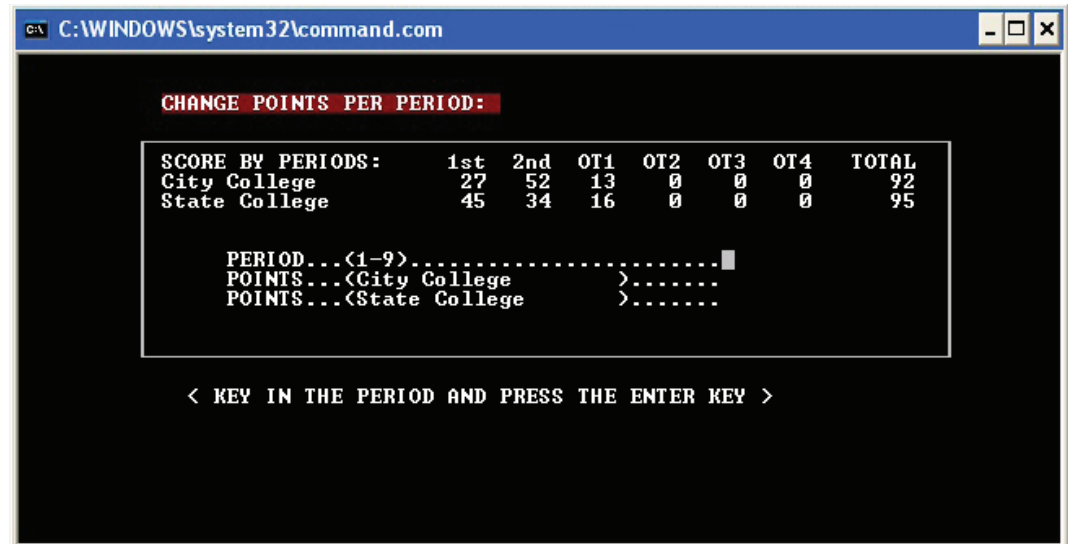 C:\WINDOWS\system32\command.com
CHANGE POINTS PER PERIOD:
SCORE BY PERIODS: 1st 2nd OT1 OT2 OT3 OT4 TOTAL
City College 27 52 13 0 0 0 92
State College 45 34 16 0 0 0 95
PERIOD...(1-9)........................
POINTS...(City College ).......
POINTS...(State College ).......
< KEY IN THE PERIOD AND PRESS THE ENTER KEY >